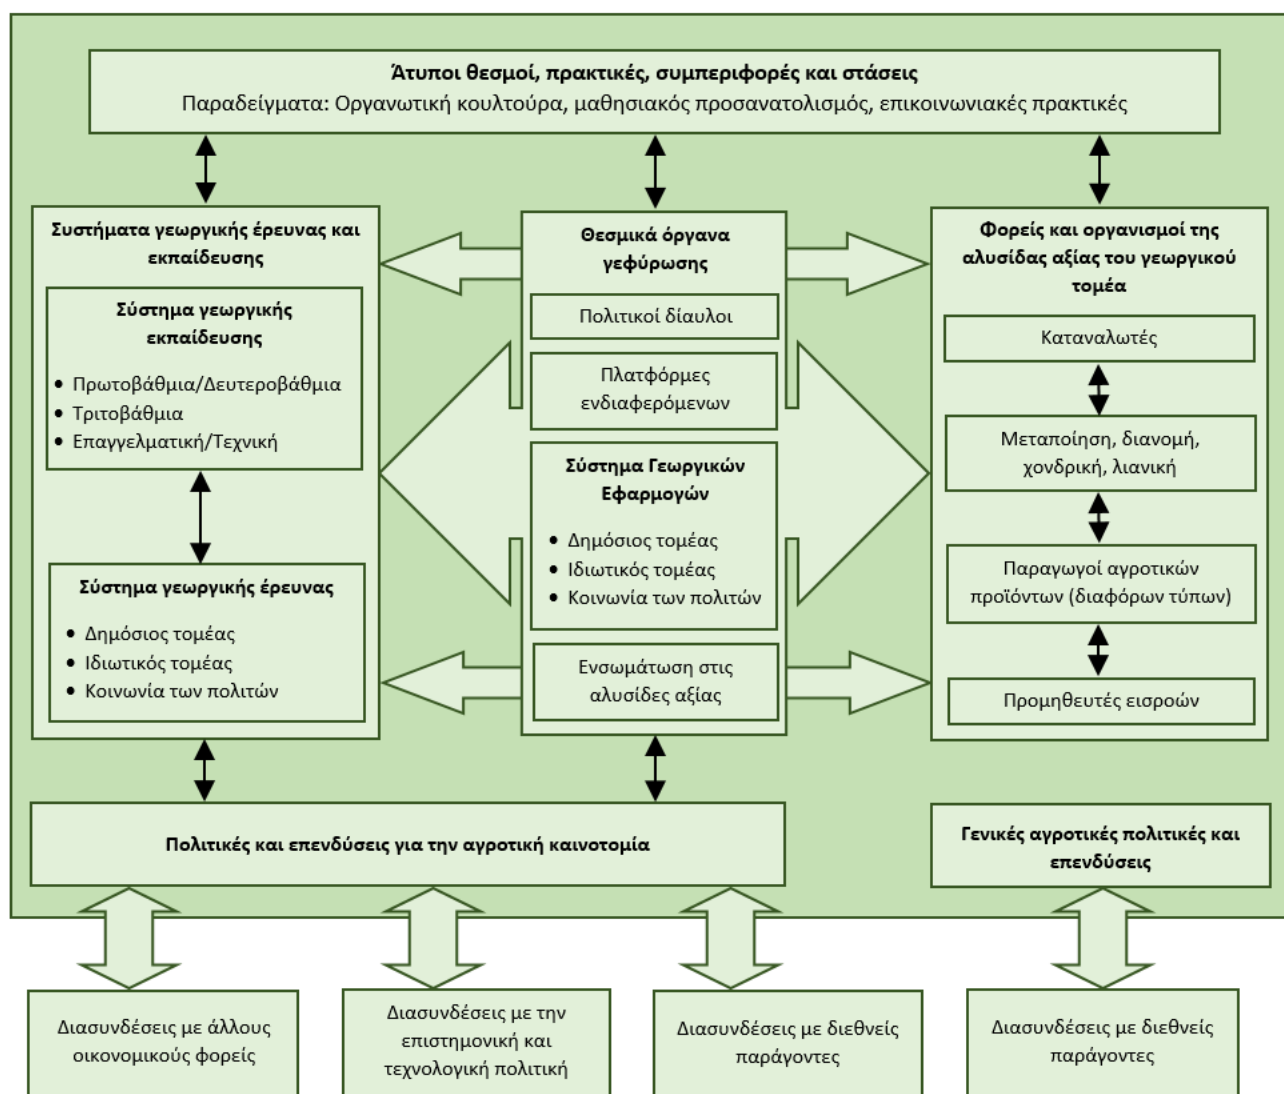 Άτυποι θεσμοί, πρακτικές, συμπεριφορές και στάσεις
Παραδείγματα: Οργανωτική κουλτούρα, μαθησιακός προσανατολισμός, επικοινωνιακές πρακτικές
Συστήματα γεωργικής έρευνας και
εκπαίδευσης
Σύστημα γεωργικής
εκπαίδευσης
• Πρωτοβάθμια/Δευτεροβάθμια
• Τριτοβάθμια
• Επαγγελματική/Τεχνική
Σύστημα γεωργικής έρευνας
• Δημόσιος τομέας
• Ιδιωτικός τομέας
• Κοινωνία των πολιτών
Θεσμικά όργανα
γεφύρωσης
Πολιτικοί δίαυλοι
Πλατφόρμες
ενδιαφερόμενων
Σύστημα Γεωργικών
Εφαρμογών
• Δημόσιος τομέας
• Ιδιωτικός τομέας
• Κοινωνία των πολιτών
Ενσωμάτωση στις
αλυσίδες αξίας
Φορείς και οργανισμοί της
αλυσίδας αξίας του γεωργικού
τομέα
Καταναλωτές
Μεταποίηση, διανομή,
χονδρική, λιανική
Παραγωγοί αγροτικών
προϊόντων (διαφόρων τύπων)
Προμηθευτές εισροών
Πολιτικές και επενδύσεις για την αγροτική καινοτομία
Γενικές αγροτικές πολιτικές και
επενδύσεις
Διασυνδέσεις με άλλους
οικονομικούς φορείς
Διασυνδέσεις με την
επιστημονική και
τεχνολογική πολιτική
Διασυνδέσεις με διεθνείς
παράγοντες
Διασυνδέσεις με διεθνείς
παράγοντες